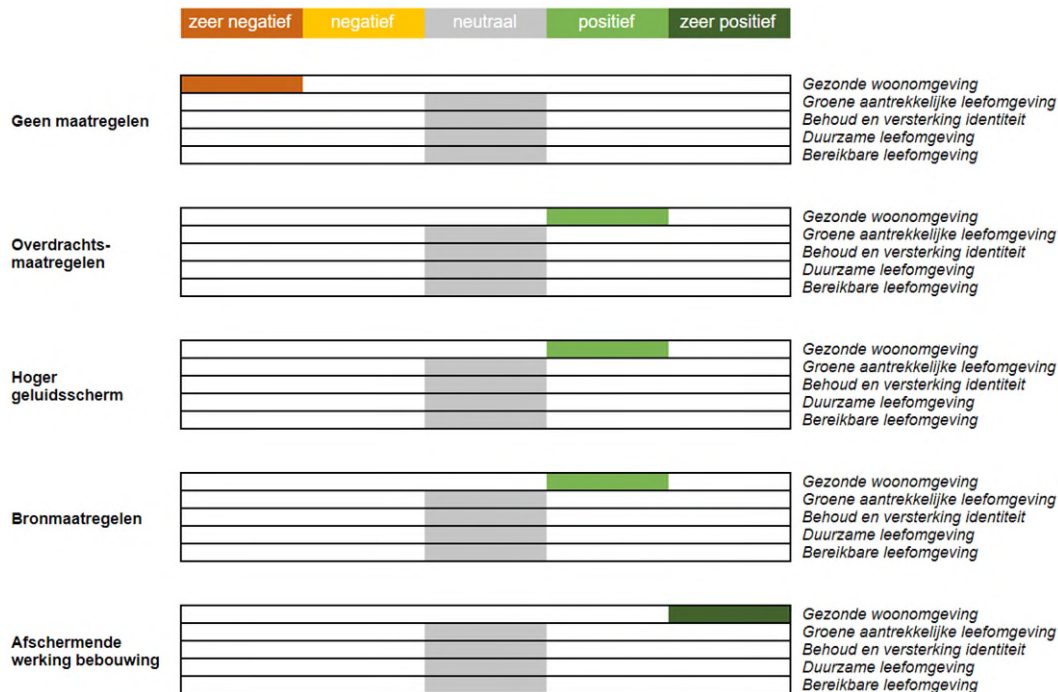 zeer negatief negatief neutraal positief zeer positief
Gezonde woonomgeving
Groene aantrekkelijke leefomgeving
Geen maatregelen Behoud en versterking identiteit
Duurzame leefomgeving
Bereikbare leefomgeving
Gezonde woonomgeving
Groene aantrekkelijke leefomgeving
Overdrachts-
maatregelen
Behoud en versterking identiteit
Duurzame leefomgeving
Bereikbare leefomgeving
Gezonde woonomgeving
Groene aantrekkelijke leefomgeving
Hoger
geluidsscherm
Behoud en versterking identiteit
Duurzame leefomgeving
Bereikbare leefomgeving
Gezonde woonomgeving
Groene aantrekkelijke leefomgeving
Bronmaatregelen Behoud en versterking identiteit
Duurzame leefomgeving
Bereikbare leefomgeving
Gezonde woonomgeving
Groene aantrekkelijke leefomgeving
Afschermende
werking bebouwing
Behoud en versterking identiteit
Duurzame leefomgeving
Bereikbare leefomgeving